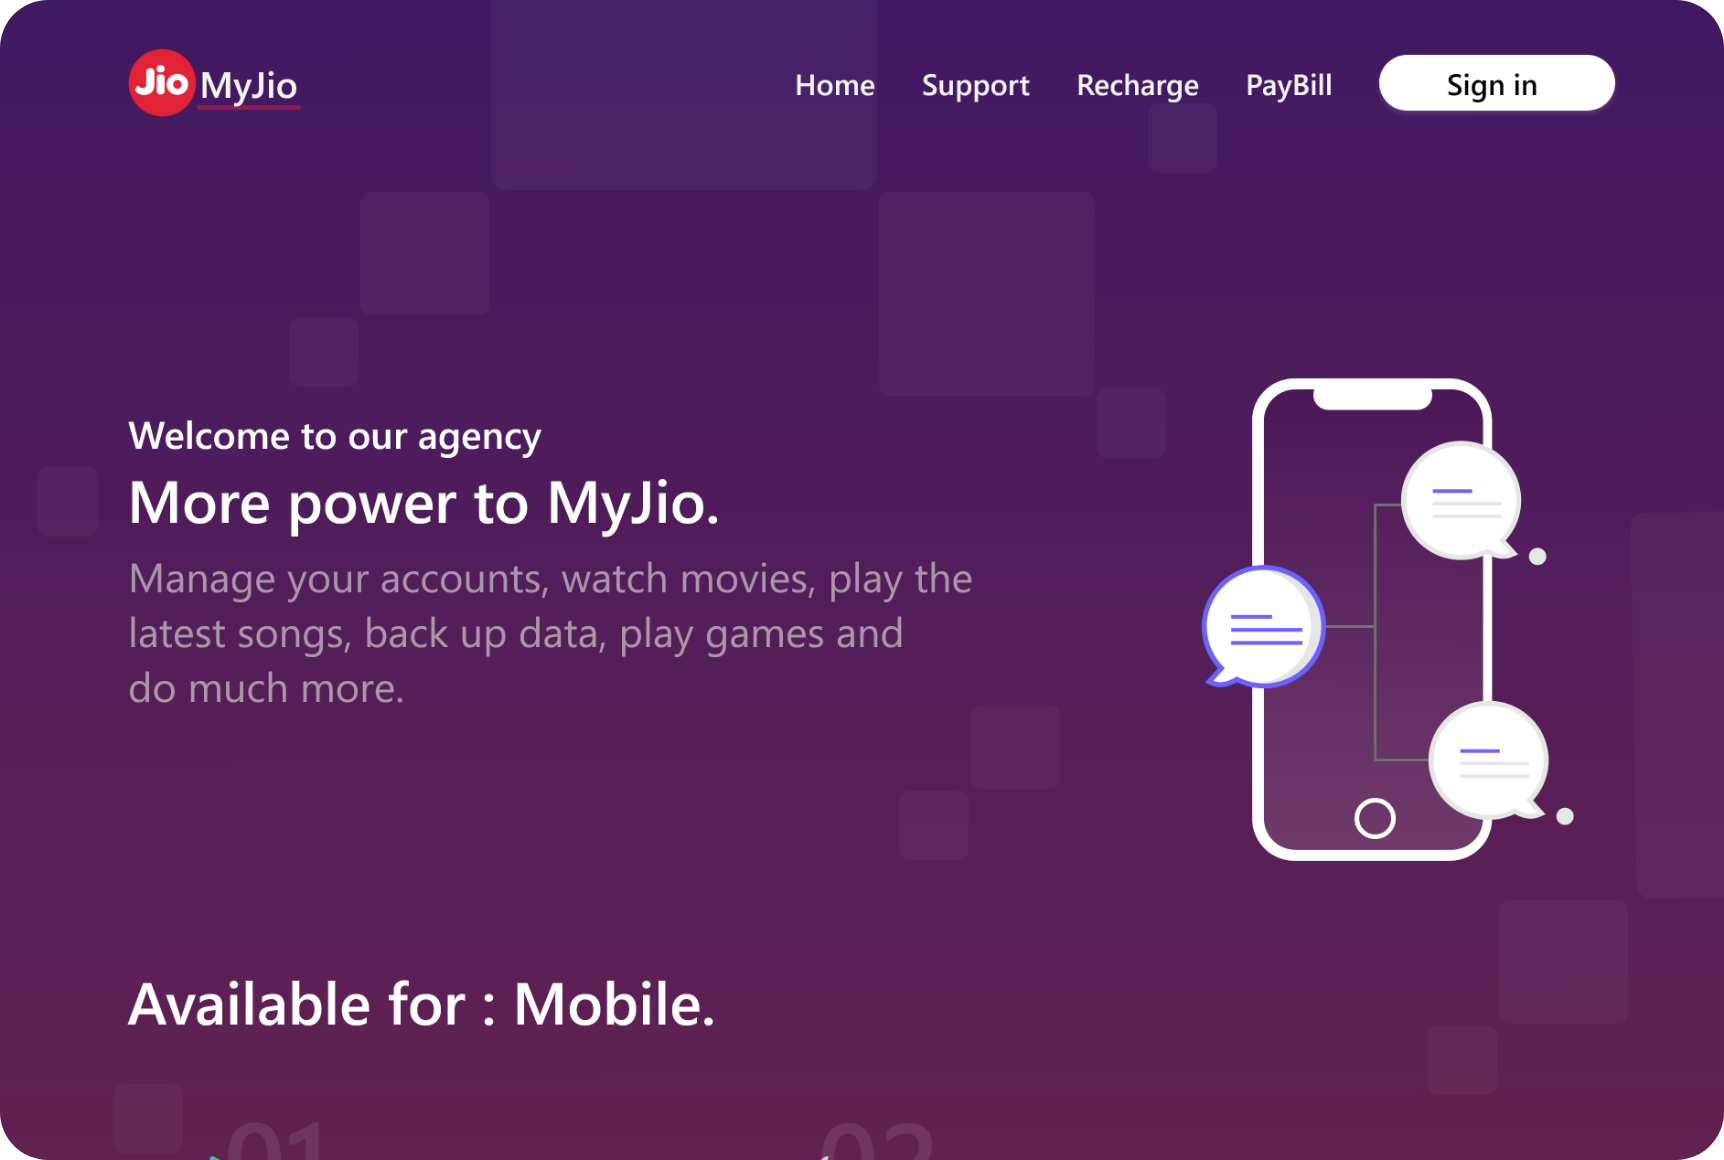 Jio MyJio
Home Support Recharge PayBill Sign in
Welcome to our agency
More power to MyJio.
Manage your accounts, watch movies, play the
latest songs, back up data, play games and
do much more.
Available for : Mobile.
01 02